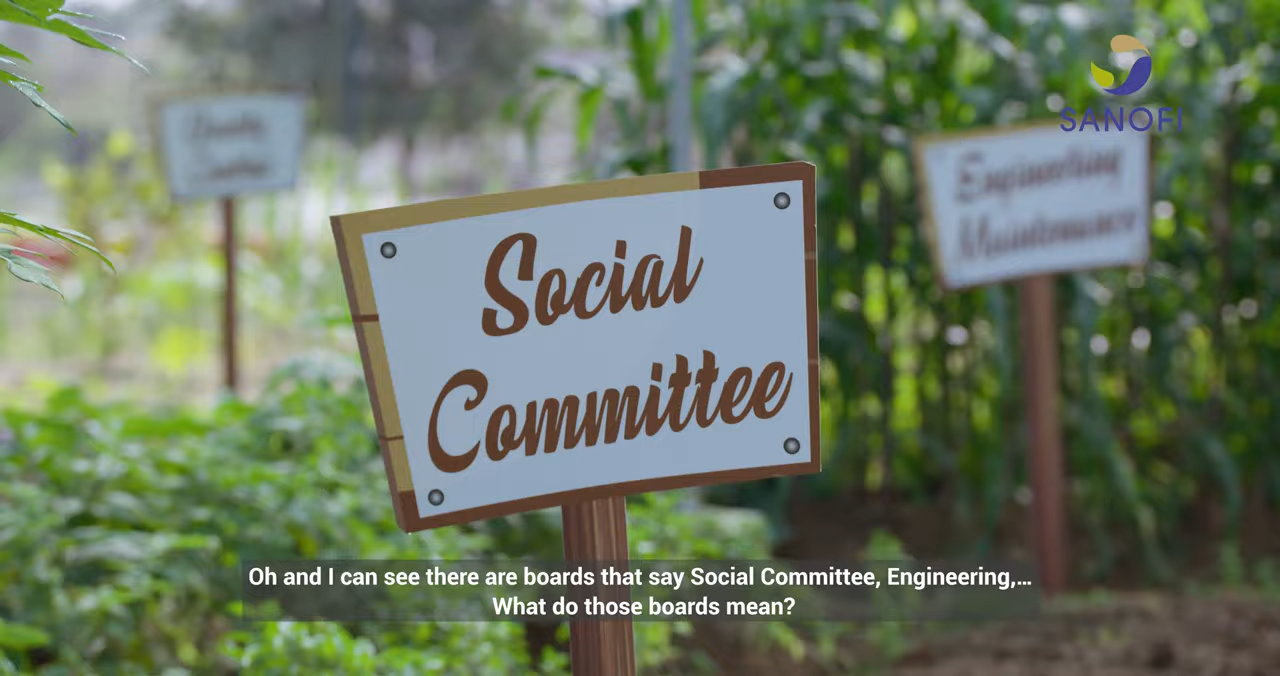 SANOFI
Engineering
Maintenance
Social
Committee
Oh and I can see there are boards that say Social Committee, Engineering,...
What do those boards mean?